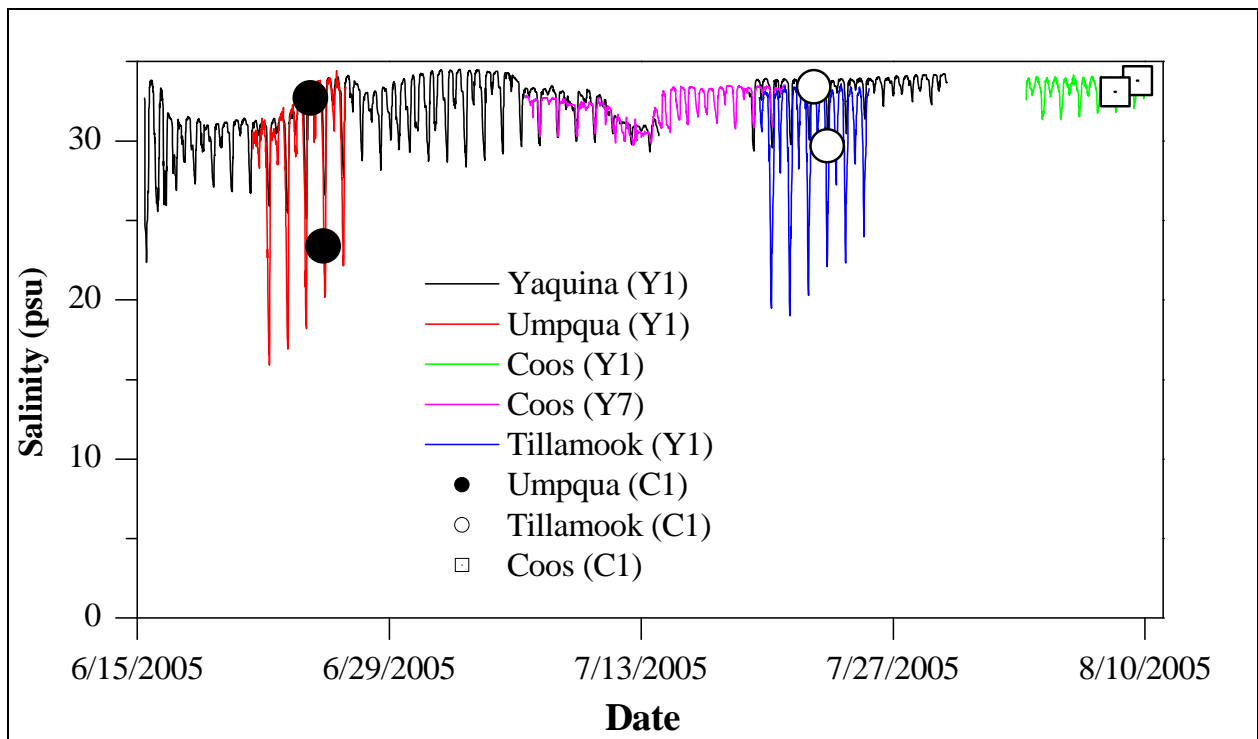 Salinity (psu)
30
20
10
0
Yaquina (Y1)
Umpqua (Y1)
Coos (Y1)
Coos (Y7)
Tillamook (Y1)
Umpqua (C1)
Tillamook (C1)
Coos (C1)
6/15/2005 6/29/2005 7/13/2005 7/27/2005 8/10/2005
Date